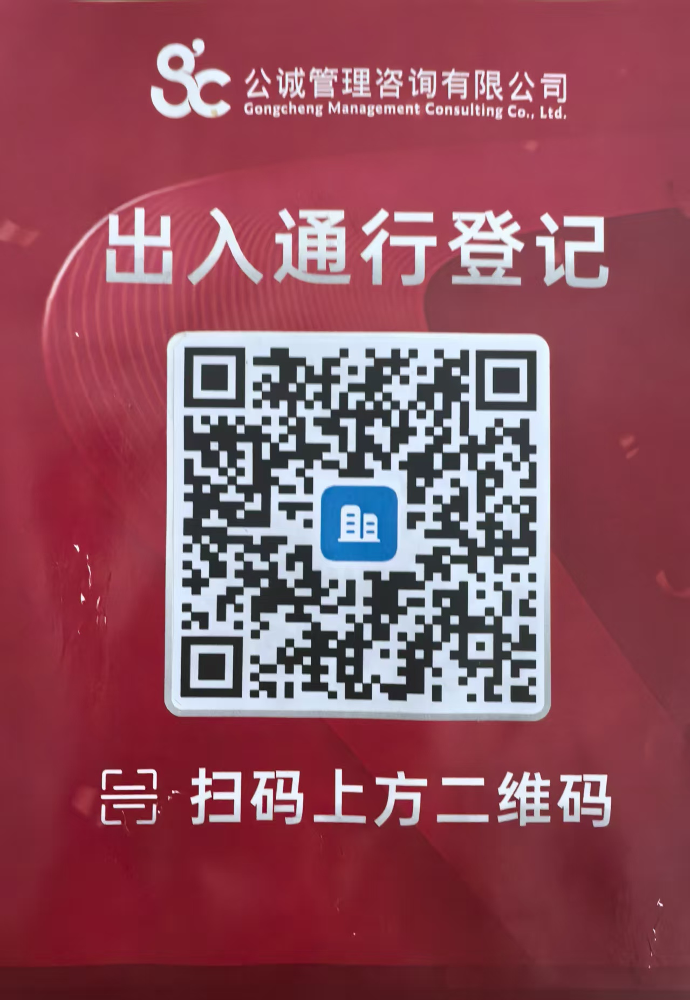 gc 公诚管理咨询有限公司
Gongcheng Management Consulting Co., Ltd.
出入通行登记
扫码上方二维码